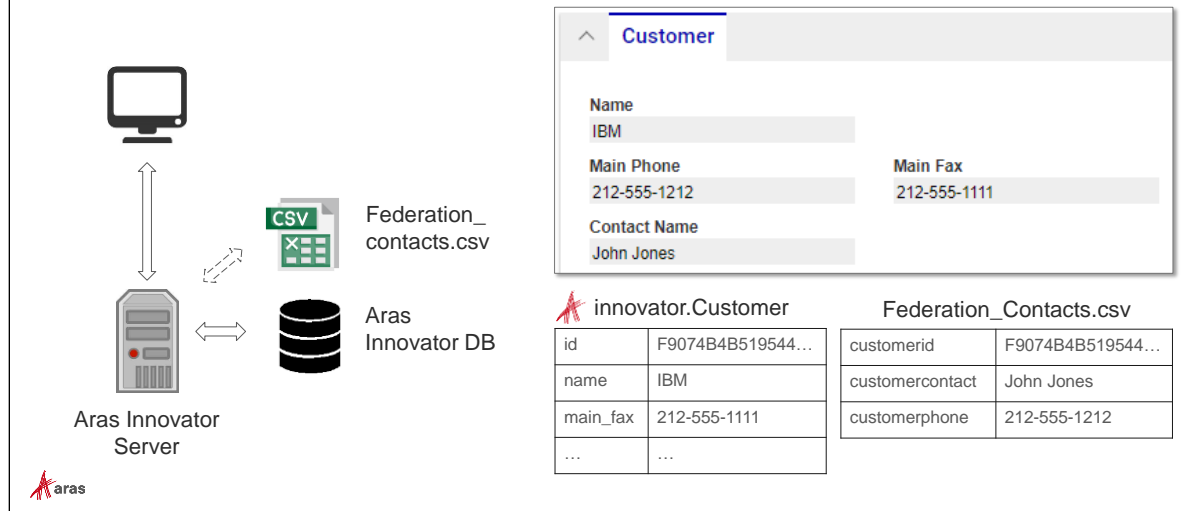 CSV
Federation_
contacts.csv
Aras
Innovator DB
Aras Innovator
Server
aras
Customer
Name
IBM
Main Phone
Main Fax
212-555-1212
212-555-1111
Contact Name
John Jones
innovator.Customer
id F9074B4B519544…
name IBM
main_fax 212-555-1111
… …
Federation_Contacts.csv
customerid F9074B4B519544…
customercontact John Jones
customerphone 212-555-1212